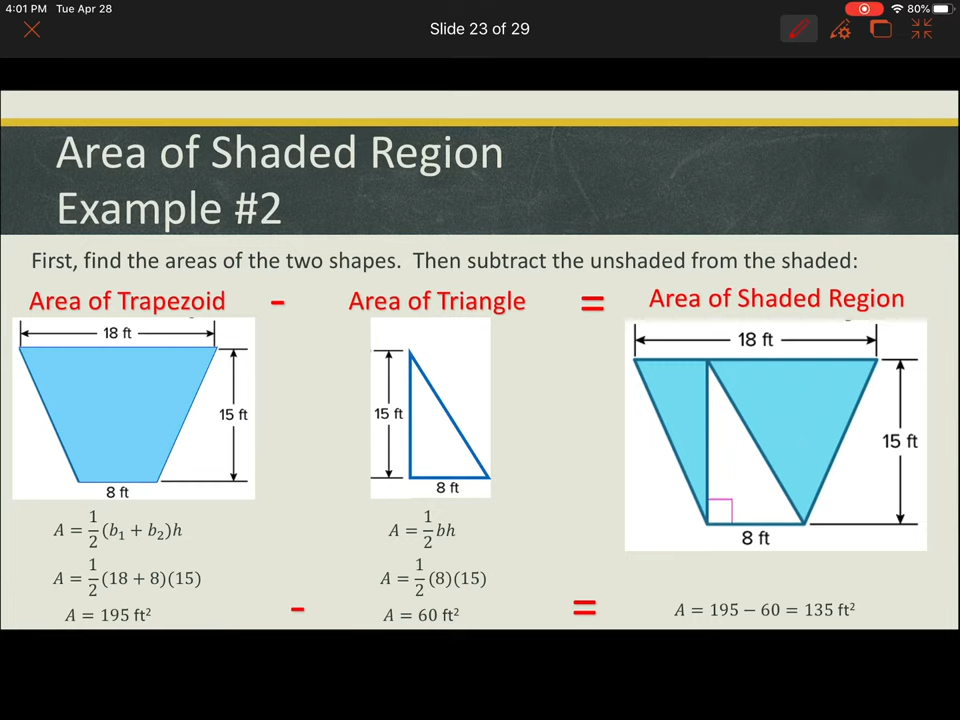 4:01 PM Tue Apr 28
80%
Slide 23 of 29
Area of Shaded Region
Example #2
First, find the areas of the two shapes. Then subtract the unshaded from the shaded:
Area of Trapezoid - Area of Triangle = Area of Shaded Region
18 ft
15 ft
8 ft
15 ft
8 ft
18 ft
15 ft
8 ft
A = 1/2(b₁ + b₂)h
A = 1/2(18 + 8)(15)
A = 195 ft²
-
A = 1/2bh
A = 1/2(8)(15)
A = 60 ft²
=
A = 195 − 60 = 135 ft²